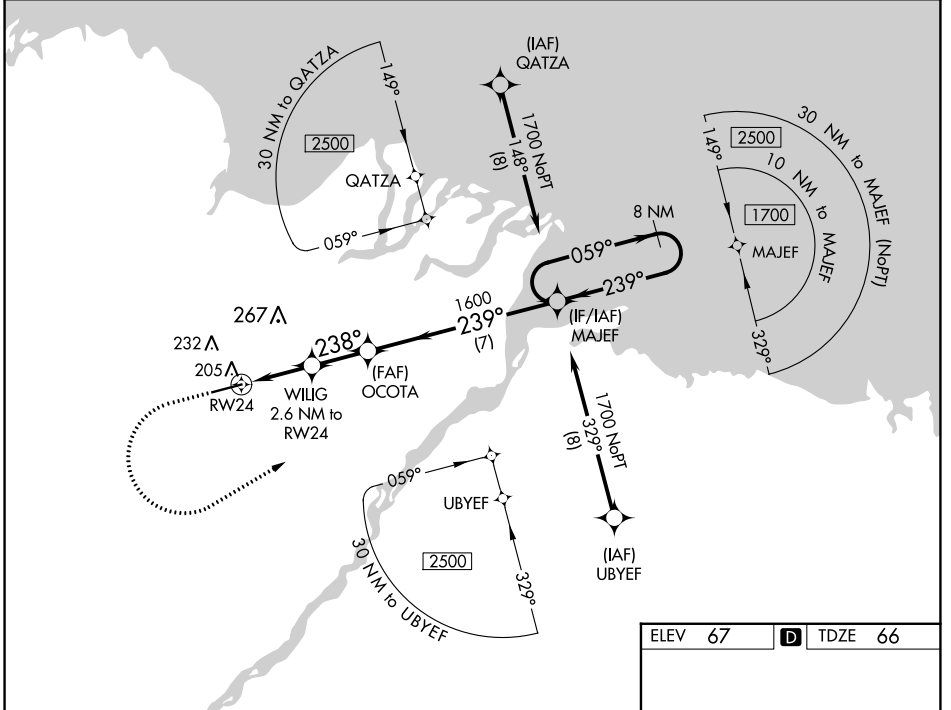 (IAF)
QATZA
1700 NoPT
148°
(8)
30 NM to QATZA
149°
2500
QATZA
059°
30 NM to MAJEF (NoPT)
149°
2500
10 NM to MAJEF
1700
MAJEF
329°
8 NM
059°
239°
(IF/IAF)
MAJEF
1600
239°
(7)
267
232
205
238°
(FAF)
OCOTA
WILIG
2.6 NM to
RW24
RW24
1700 NoPT
329°
(8)
(IAF)
UBYEF
059°
UBYEF
2500
329°
30 NM to UBYEF
ELEV 67 D TDZE 66